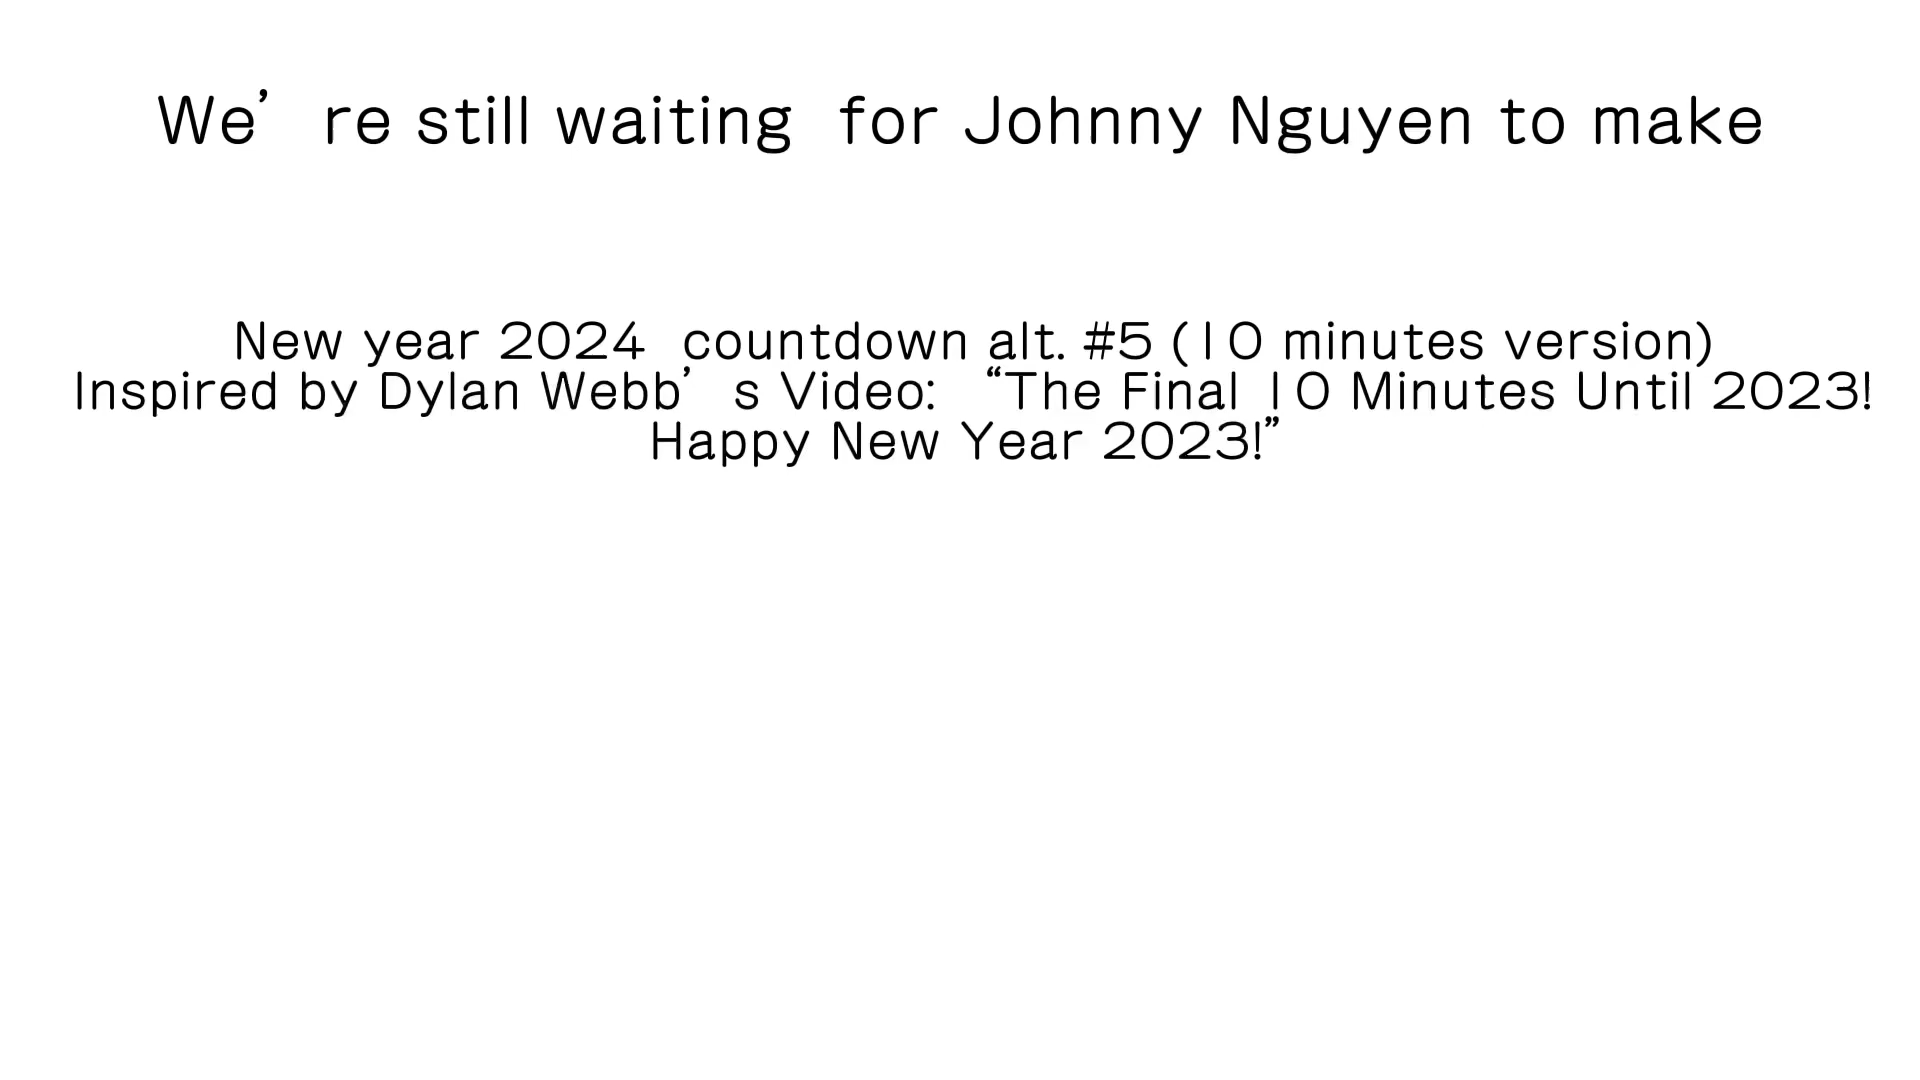 We’re still waiting for Johnny Nguyen to make
New year 2024 countdown alt. #5 (10 minutes version)
Inspired by Dylan Webb’s Video: “The Final 10 Minutes Until 2023!
Happy New Year 2023!”